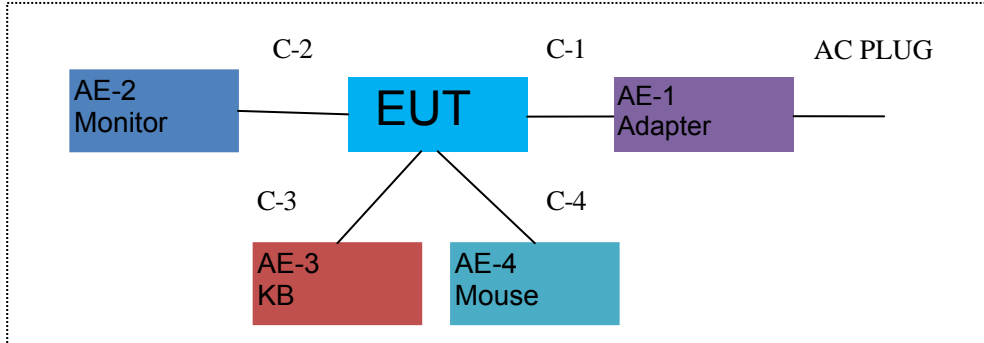 C-2
C-1
AC PLUG
AE-2
Monitor
EUT
AE-1
Adapter
C-3
C-4
AE-3
KB
AE-4
Mouse